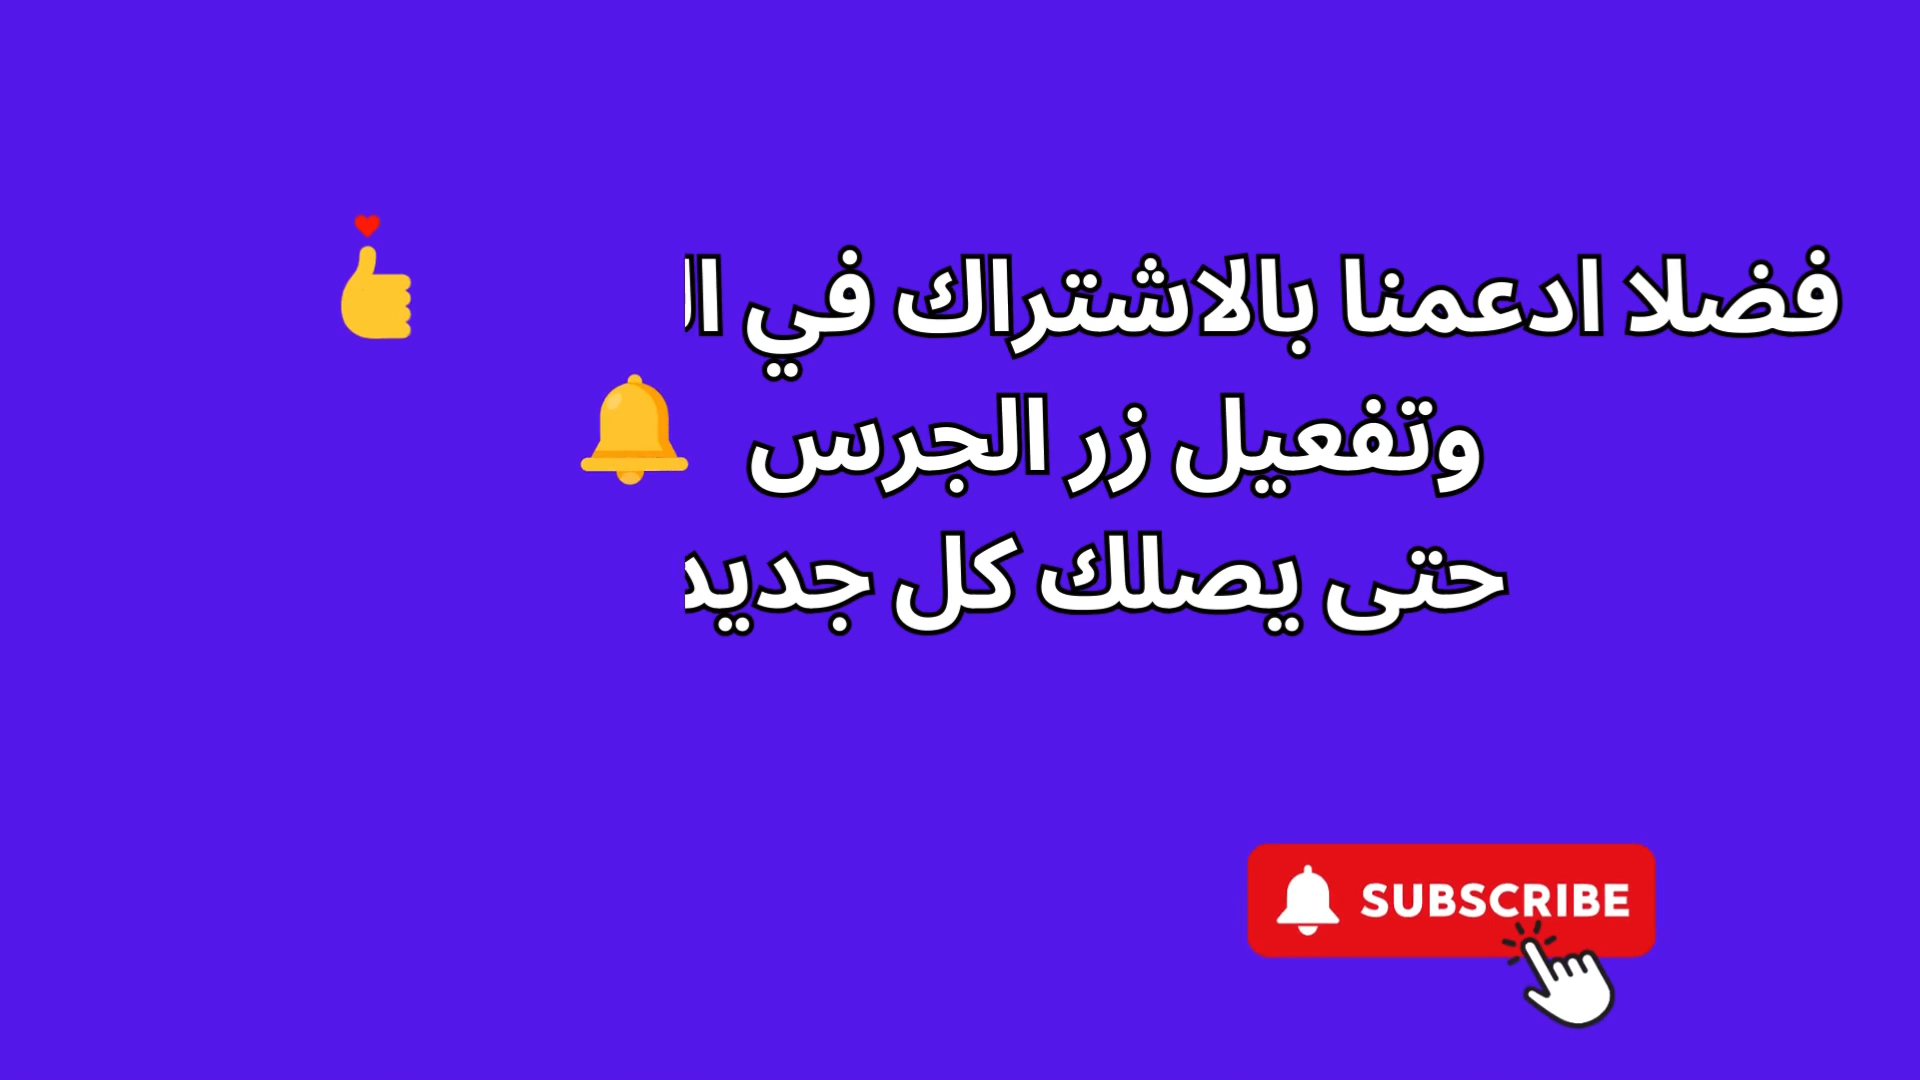 فضلا ادعمنا بالاشتراك في
وتفعيل زر الجرس
حتى يصلك كل جديد
SUBSCRIBE